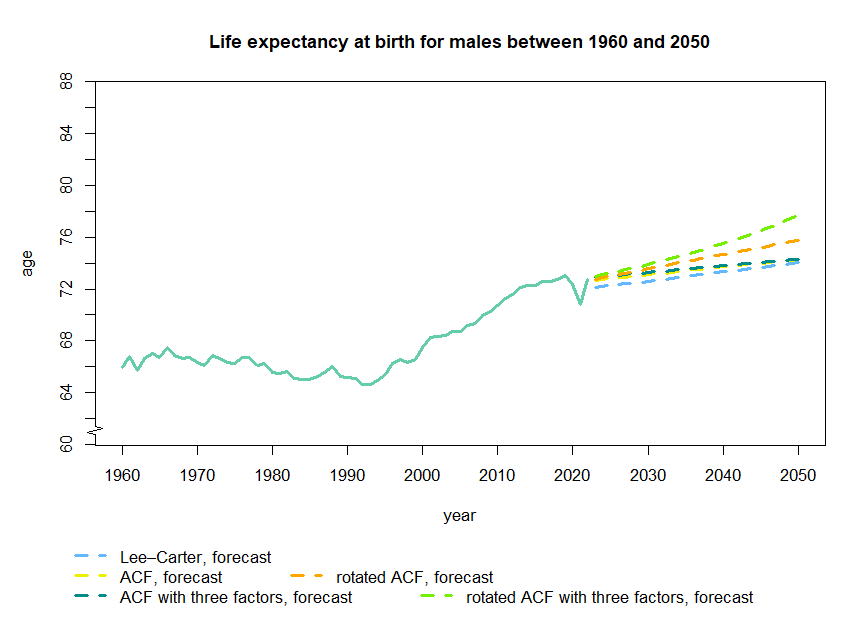 Life expectancy at birth for males between 1960 and 2050
88
84
80
76
72
68
64
60
age
1960 1970 1980 1990 2000 2010 2020 2030 2040 2050
year
Lee–Carter, forecast
ACF, forecast rotated ACF, forecast
ACF with three factors, forecast rotated ACF with three factors, forecast